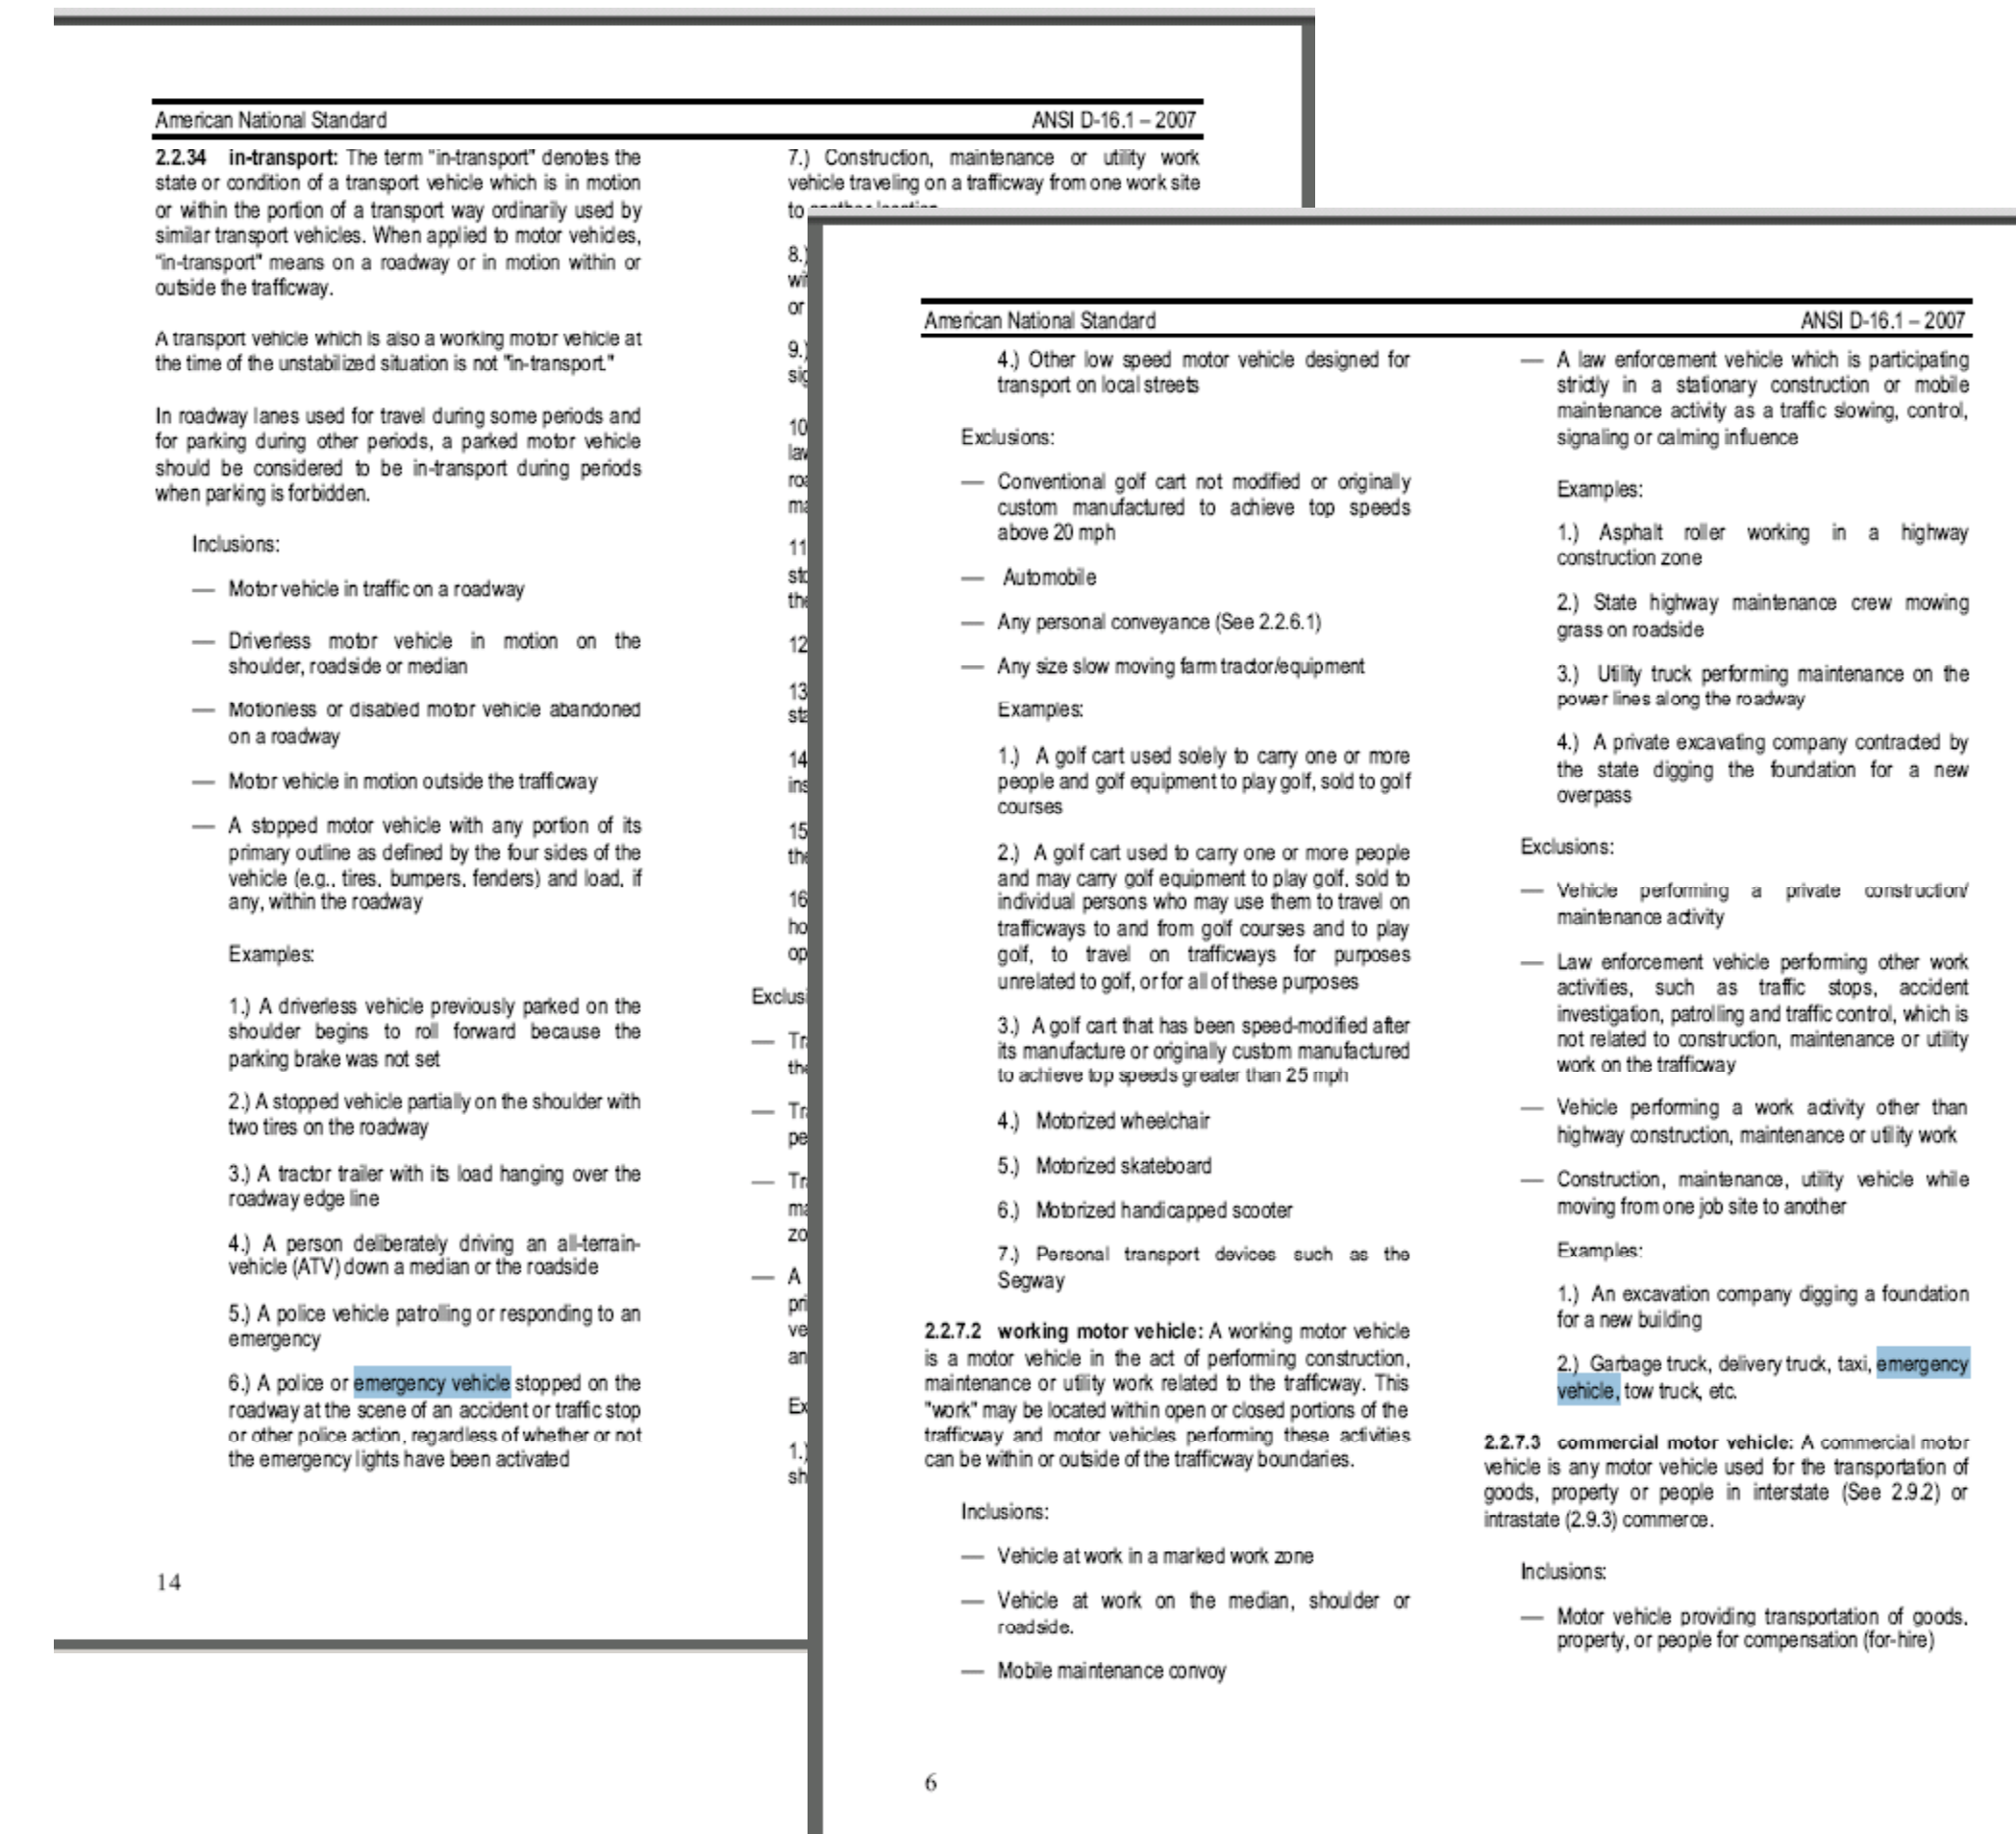 American National Standard ANSI D-16.1 – 2007
2.2.34 in-transport: The term "in-transport" denotes the
state or condition of a transport vehicle which is in motion
or within the portion of a transport way ordinarily used by
similar transport vehicles. When applied to motor vehicles,
"in-transport" means on a roadway or in motion within or
outside the trafficway.
A transport vehicle which is also a working motor vehicle at
the time of the unstabilized situation is not "in-transport."
In roadway lanes used for travel during some periods and
for parking during other periods, a parked motor vehicle
should be considered to be in-transport during periods
when parking is forbidden.
Inclusions:
— Motor vehicle in traffic on a roadway
— Driverless motor vehicle in motion on the
shoulder, roadside or median
— Motionless or disabled motor vehicle abandoned
on a roadway
— Motor vehicle in motion outside the trafficway
— A stopped motor vehicle with any portion of its
primary outline as defined by the four sides of the
vehicle (e.g., tires, bumpers, fenders) and load, if
any, within the roadway
Examples:
1.) A driverless vehicle previously parked on the
shoulder begins to roll forward because the
parking brake was not set
2.) A stopped vehicle partially on the shoulder with
two tires on the roadway
3.) A tractor trailer with its load hanging over the
roadway edge line
4.) A person deliberately driving an all-terrain-
vehicle (ATV) down a median or the roadside
5.) A police vehicle patrolling or responding to an
emergency
6.) A police or emergency vehicle stopped on the
roadway at the scene of an accident or traffic stop
or other police action, regardless of whether or not
the emergency lights have been activated
14
7.) Construction, maintenance or utility work
vehicle traveling on a trafficway from one work site
to another location
8.)
or
9.)
10
11
12
13
14
15
16
— A
1.)
American National Standard ANSI D-16.1 – 2007
4.) Other low speed motor vehicle designed for
transport on local streets
Exclusions:
— Conventional golf cart not modified or originally
custom manufactured to achieve top speeds
above 20 mph
— Automobile
— Any personal conveyance (See 2.2.6.1)
— Any size slow moving farm tractor/equipment
Examples:
1.) A golf cart used solely to carry one or more
people and golf equipment to play golf, sold to golf
courses
2.) A golf cart used to carry one or more people
and may carry golf equipment to play golf, sold to
individual persons who may use them to travel on
trafficways to and from golf courses and to play
golf, to travel on trafficways for purposes
unrelated to golf, or for all of these purposes
3.) A golf cart that has been speed-modified after
its manufacture or originally custom manufactured
to achieve top speeds greater than 25 mph
4.) Motorized wheelchair
5.) Motorized skateboard
6.) Motorized handicapped scooter
7.) Personal transport devices such as the
Segway
2.2.7.2 working motor vehicle: A working motor vehicle
is a motor vehicle in the act of performing construction,
maintenance or utility work related to the trafficway. This
"work" may be located within open or closed portions of the
trafficway and motor vehicles performing these activities
can be within or outside of the trafficway boundaries.
Inclusions:
— Vehicle at work in a marked work zone
— Vehicle at work on the median, shoulder or
roadside.
— Mobile maintenance convoy
6
— A law enforcement vehicle which is participating
strictly in a stationary construction or mobile
maintenance activity as a traffic slowing, control,
signaling or calming influence
Examples:
1.) Asphalt roller working in a highway
construction zone
2.) State highway maintenance crew mowing
grass on roadside
3.) Utility truck performing maintenance on the
power lines along the roadway
4.) A private excavating company contracted by
the state digging the foundation for a new
overpass
Exclusions:
— Vehicle performing a private construction/
maintenance activity
— Law enforcement vehicle performing other work
activities, such as traffic stops, accident
investigation, patrolling and traffic control, which is
not related to construction, maintenance or utility
work on the trafficway
— Vehicle performing a work activity other than
highway construction, maintenance or utility work
— Construction, maintenance, utility vehicle while
moving from one job site to another
Examples:
1.) An excavation company digging a foundation
for a new building
2.) Garbage truck, delivery truck, taxi, emergency
vehicle, tow truck, etc.
2.2.7.3 commercial motor vehicle: A commercial motor
vehicle is any motor vehicle used for the transportation of
goods, property or people in interstate (See 2.9.2) or
intrastate (2.9.3) commerce.
Inclusions:
— Motor vehicle providing transportation of goods,
property, or people for compensation (for-hire)